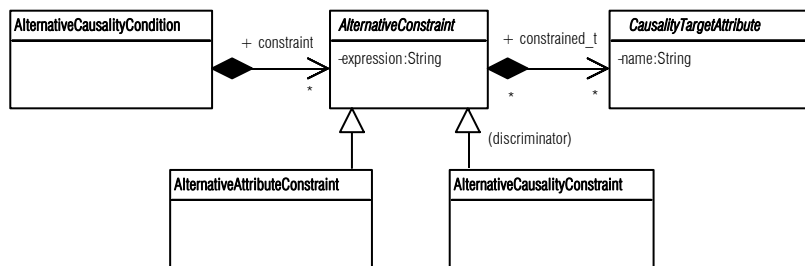 AlternativeCausalityCondition
+ constraint
*
AlternativeConstraint
-expression:String
+ constrained_t
*
*
CausalityTargetAttribute
-name:String
(discriminator)
AlternativeAttributeConstraint
AlternativeCausalityConstraint